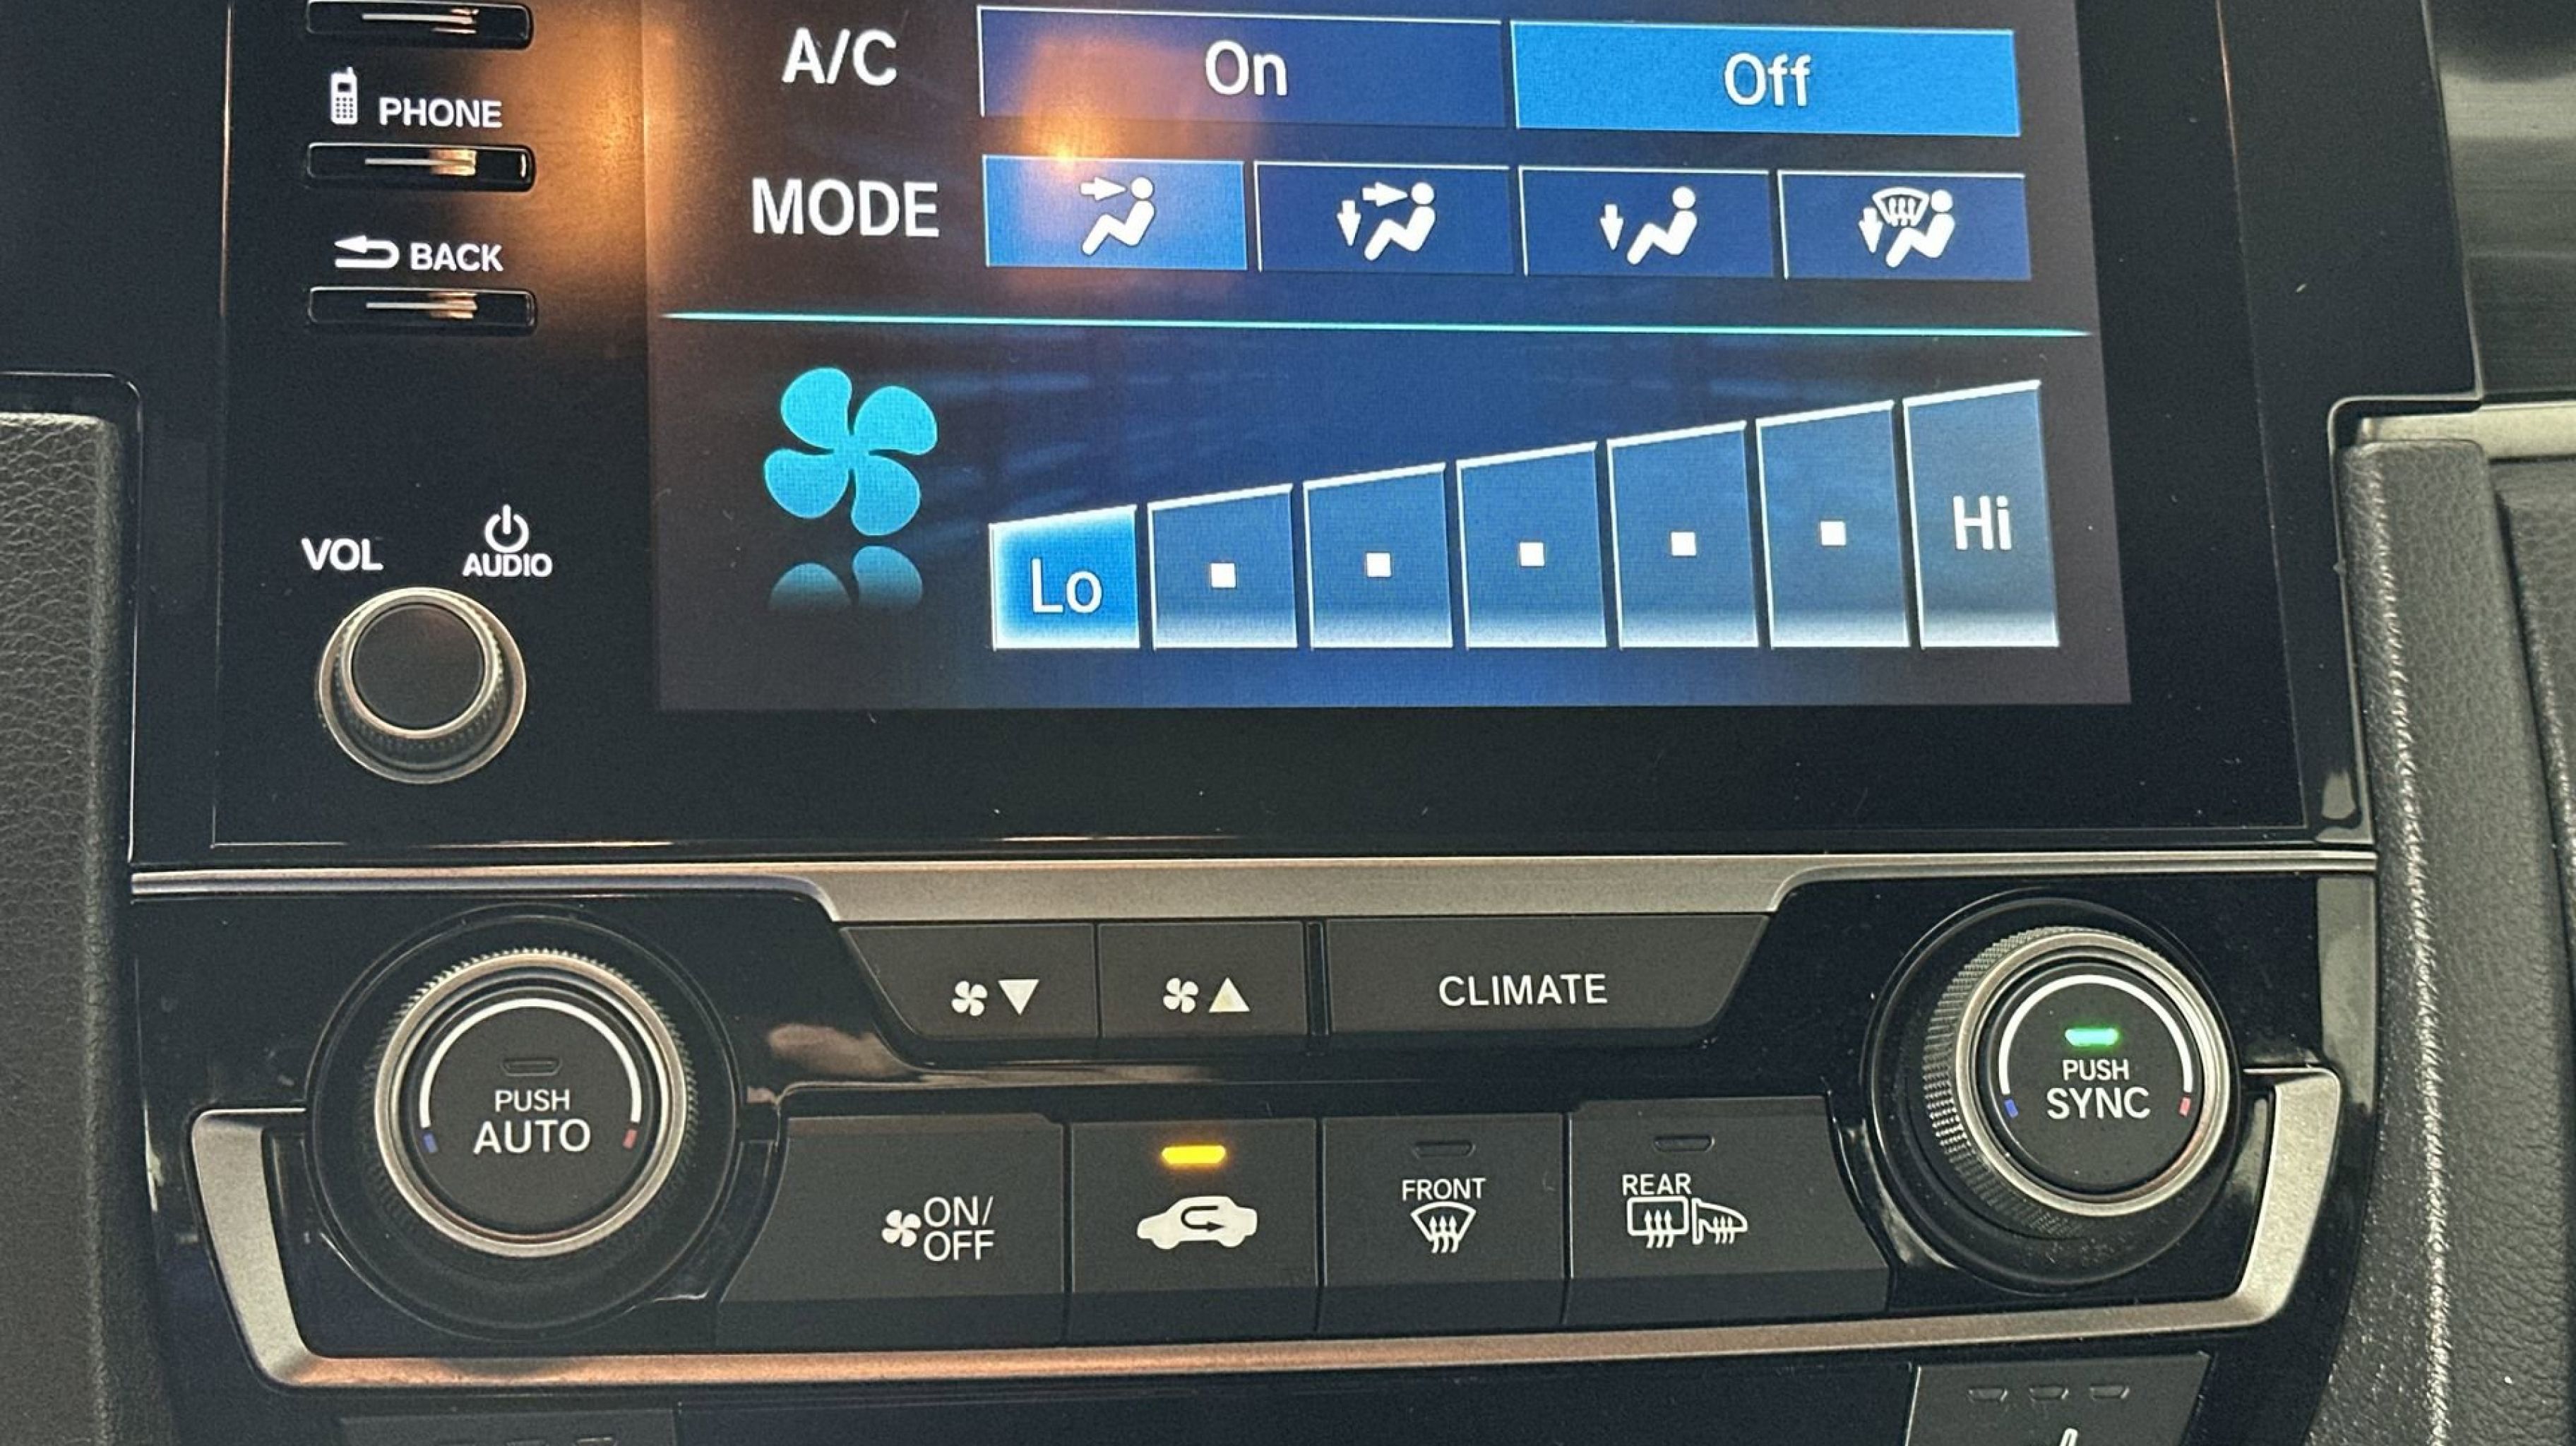 A/C On Off
PHONE
MODE
BACK
VOL AUDIO
Lo Hi
CLIMATE
PUSH
AUTO
PUSH
SYNC
ON/
OFF
FRONT
REAR